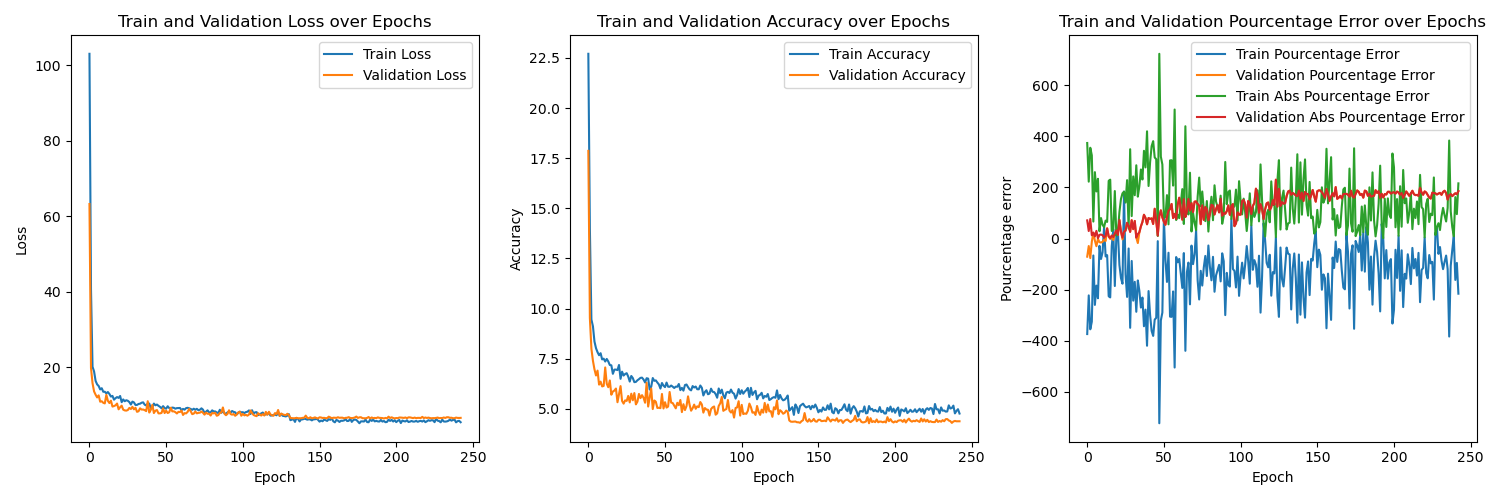 Train and Validation Loss over Epochs
Train Loss
Validation Loss
100
80
60
40
20
Loss
0
50
100
150
200
250
Epoch
Train and Validation Accuracy over Epochs
Train Accuracy
Validation Accuracy
22.5
20.0
17.5
15.0
12.5
10.0
7.5
5.0
Accuracy
0
50
100
150
200
250
Epoch
Train and Validation Pourcentage Error over Epochs
Train Pourcentage Error
Validation Pourcentage Error
Train Abs Pourcentage Error
Validation Abs Pourcentage Error
600
400
200
0
−200
−400
−600
Pourcentage error
0
50
100
150
200
250
Epoch